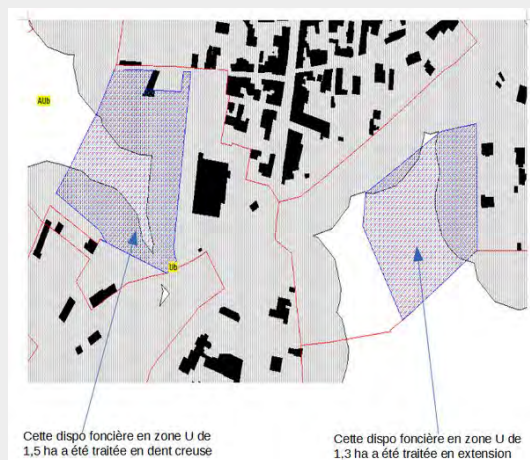 AUb
Ub
Cette dispo foncière en zone U de
1,5 ha a été traitée en dent creuse
Cette dispo foncière en zone U de
1,3 ha a été traitée en extension